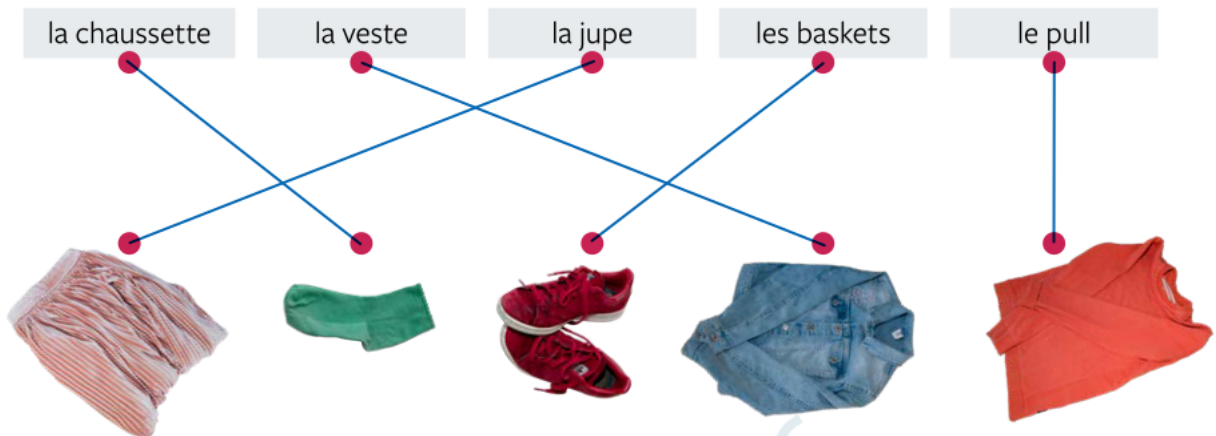 la chaussette
la veste
la jupe
les baskets
le pull